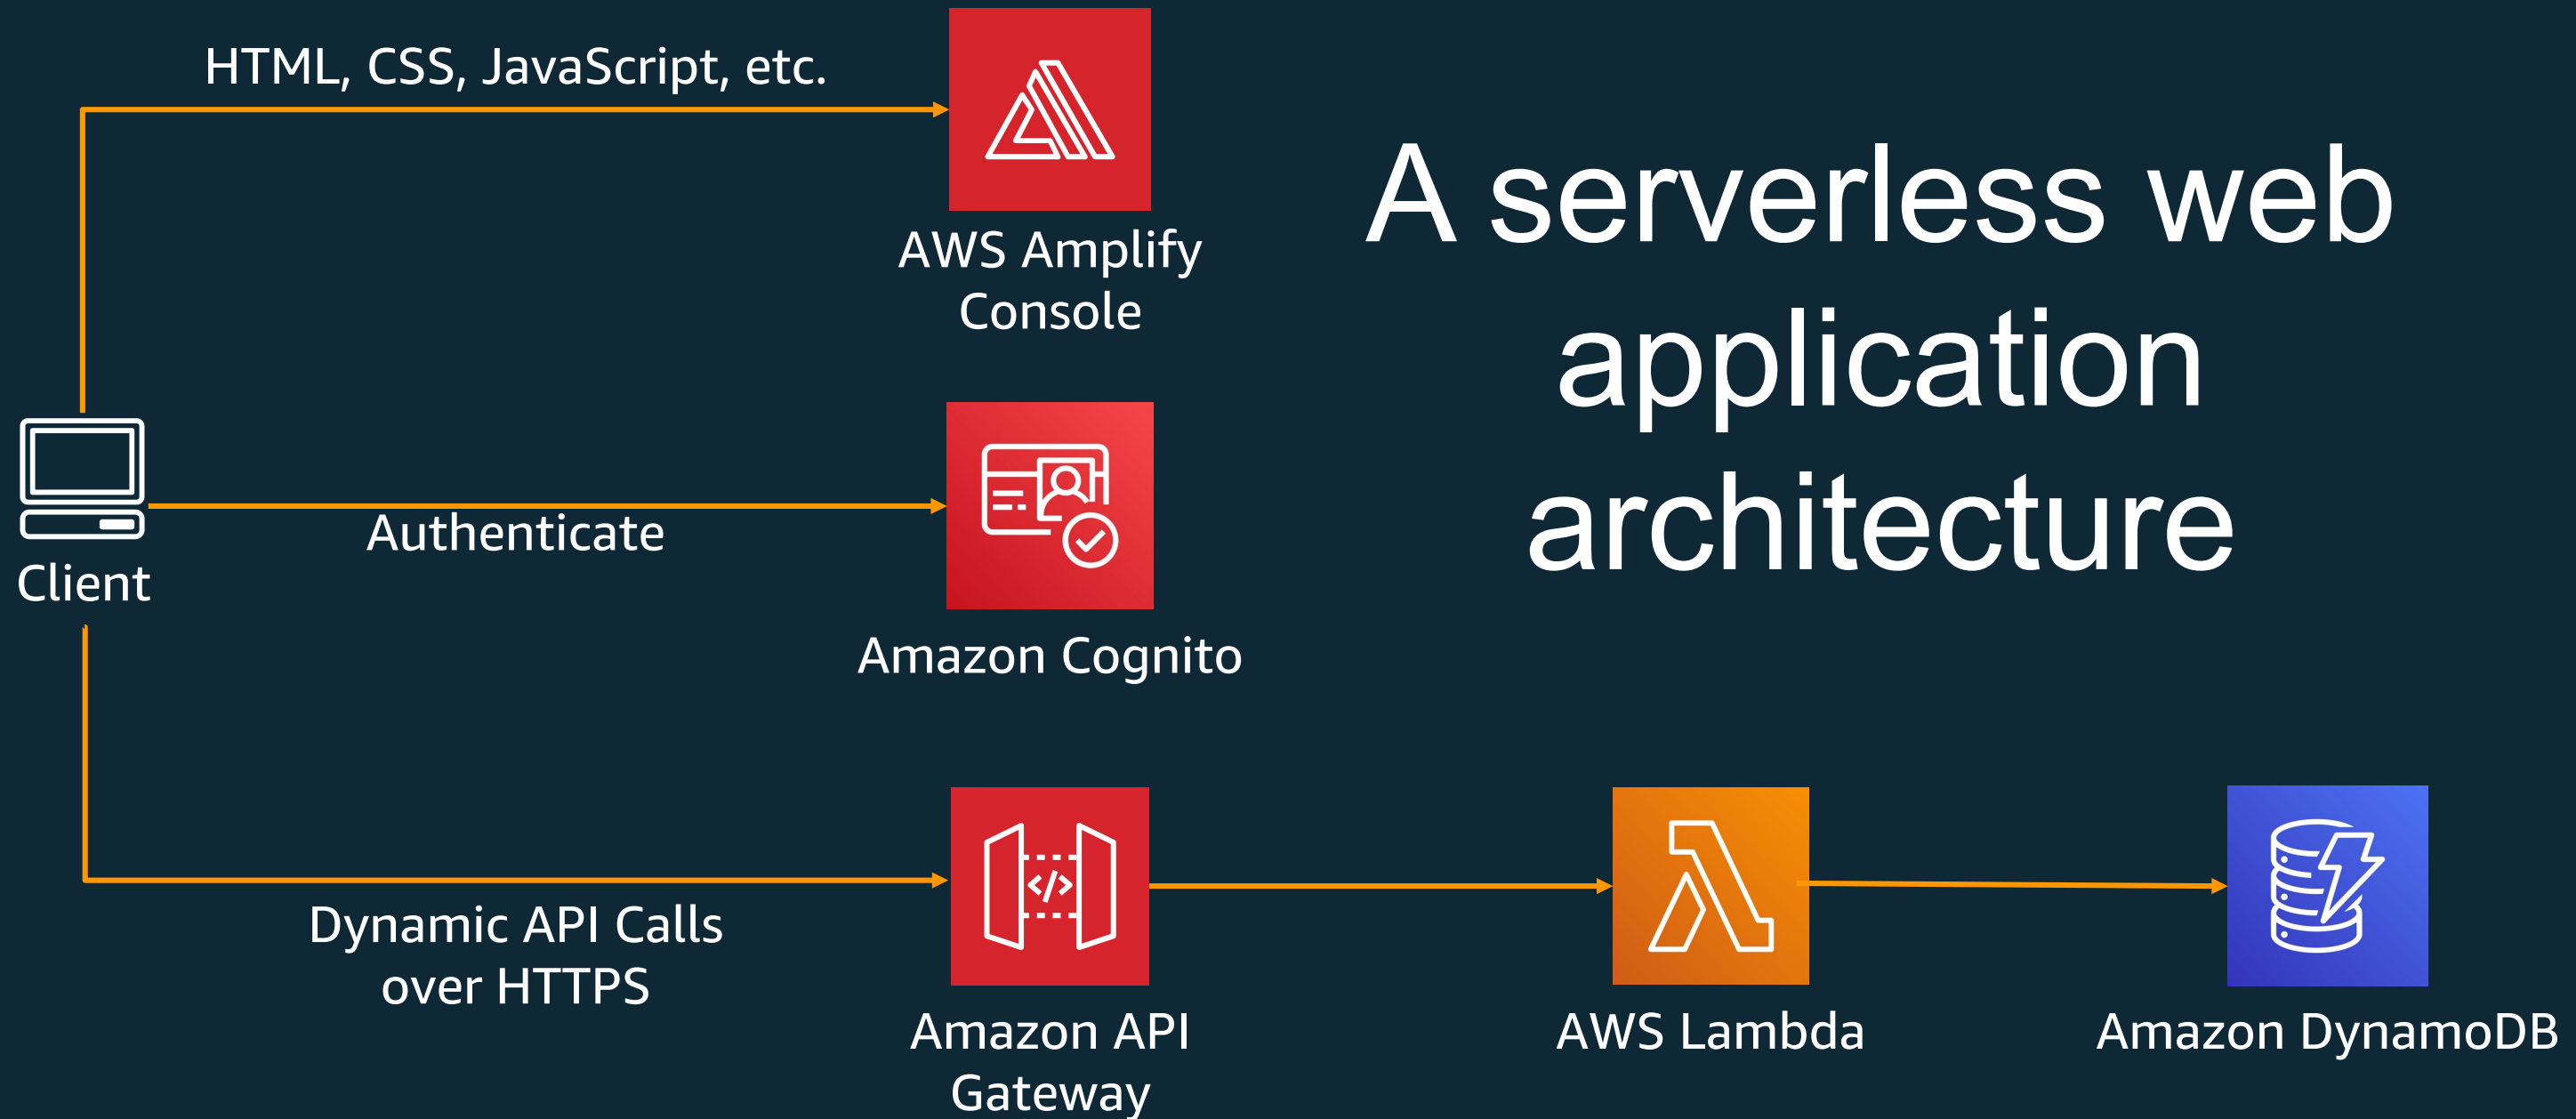 HTML, CSS, JavaScript, etc.
AWS Amplify
Console
A serverless web
application
architecture
Client
Authenticate
Amazon Cognito
Dynamic API Calls
over HTTPS
</>
Amazon API
Gateway
AWS Lambda
Amazon DynamoDB